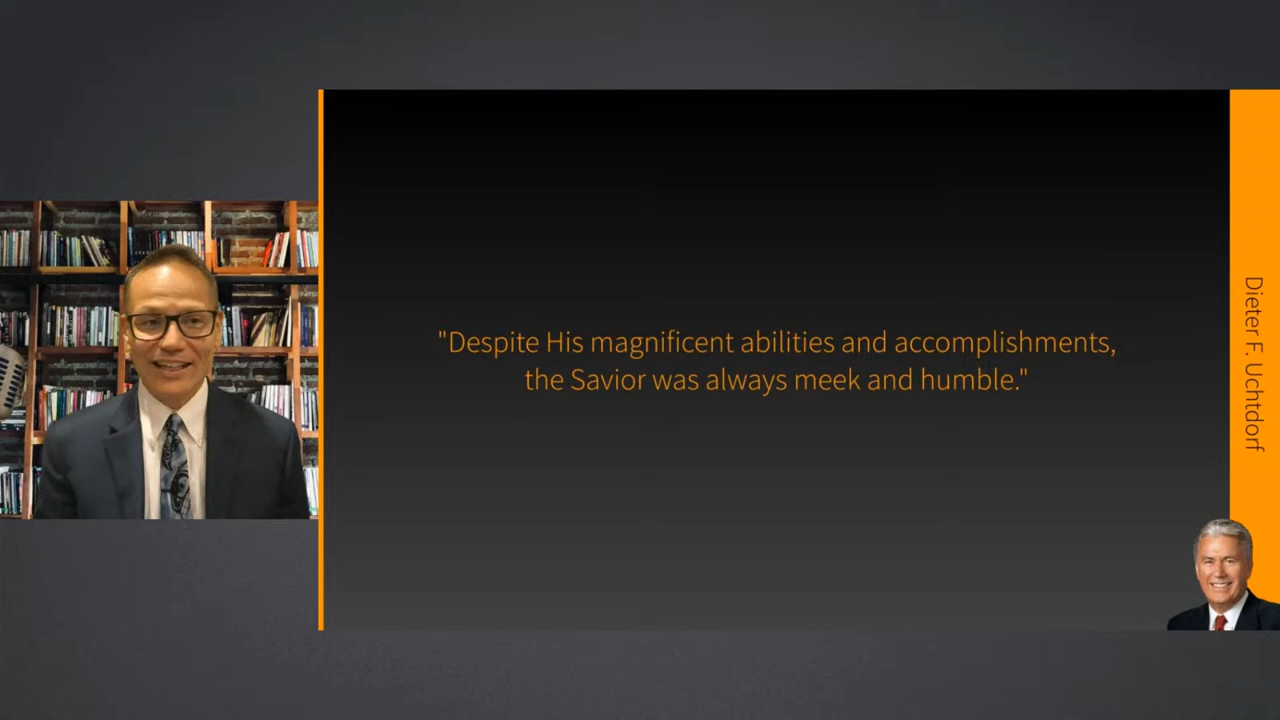 "Despite His magnificent abilities and accomplishments,
the Savior was always meek and humble."
Dieter F. Uchtdorf